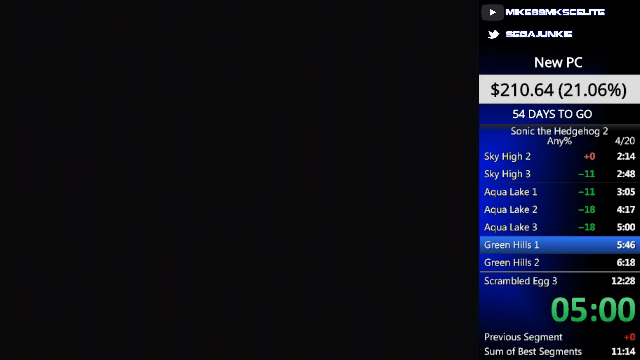 MIKE89MKSCELITE
SEGAJUNKIE
New PC
$210.64 (21.06%)
54 DAYS TO GO
Sonic the Hedgehog 2
Any% 4/20
Sky High 2 +0 2:14
Sky High 3 −11 2:48
Aqua Lake 1 −11 3:05
Aqua Lake 2 −18 4:17
Aqua Lake 3 −18 5:00
Green Hills 1 5:46
Green Hills 2 6:18
Scrambled Egg 3 12:28
05:00
Previous Segment +0
Sum of Best Segments 11:14